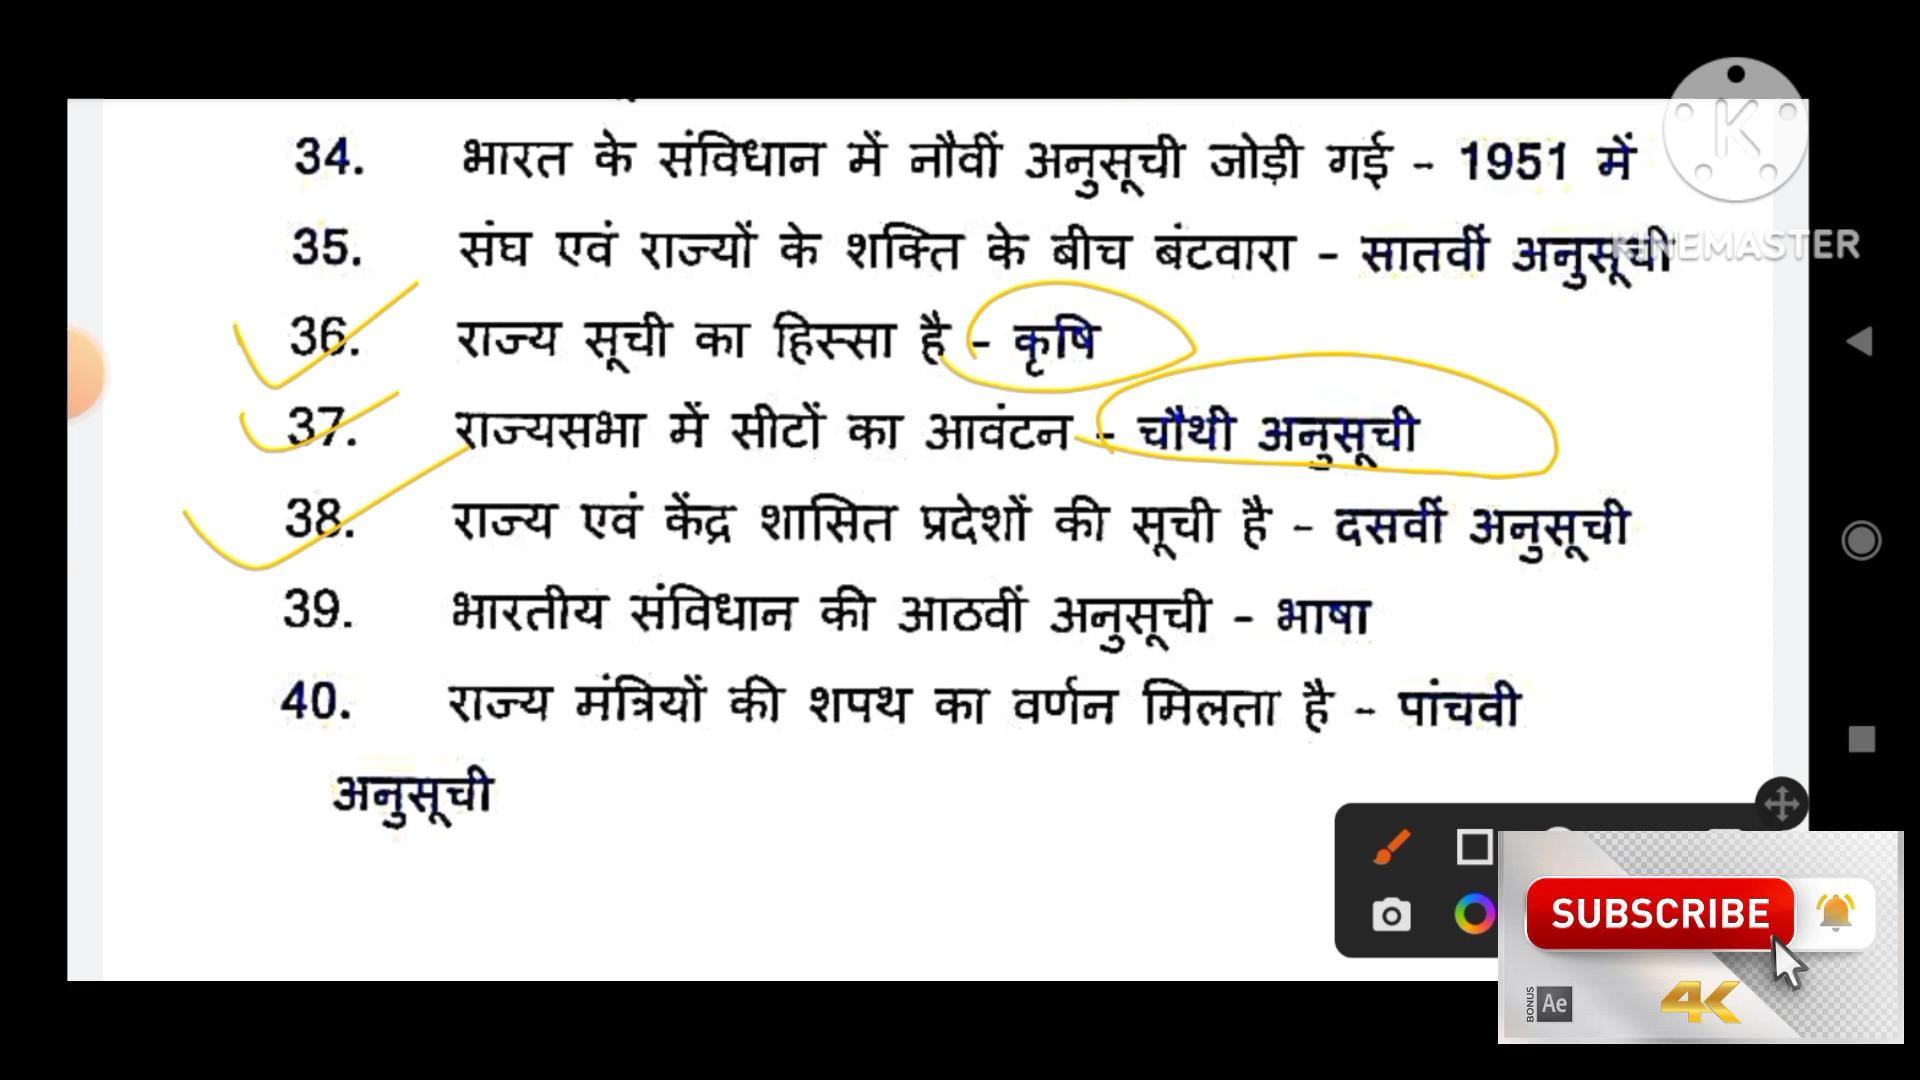 34. भारत के संविधान में नौवीं अनुसूची जोड़ी गई - 1951 में
35. संघ एवं राज्यों के शक्ति के बीच बंटवारा - सातवीं अनुसूची
KINEMASTER
36. राज्य सूची का हिस्सा है - कृषि
37. राज्यसभा में सीटों का आवंटन - चौथी अनुसूची
38. राज्य एवं केंद्र शासित प्रदेशों की सूची है - दसवीं अनुसूची
39. भारतीय संविधान की आठवीं अनुसूची - भाषा
40. राज्य मंत्रियों की शपथ का वर्णन मिलता है - पांचवी
अनुसूची
SUBSCRIBE
BONUS Ae
4K